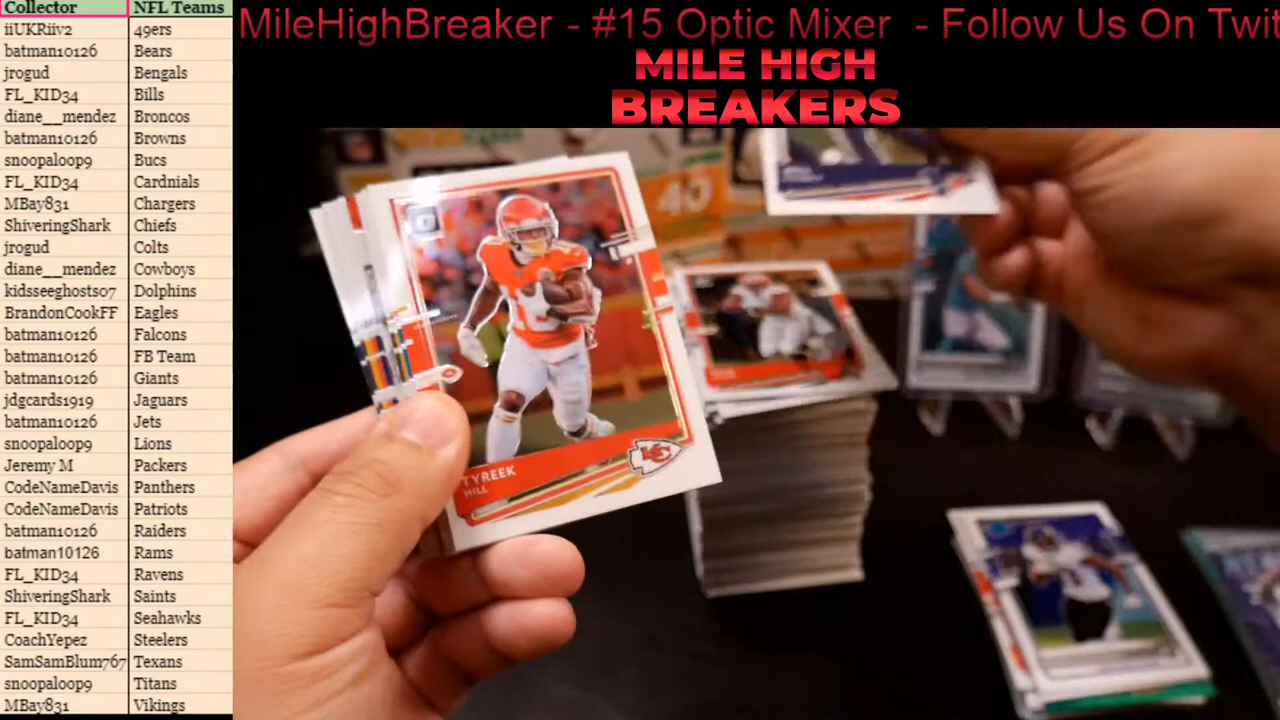 Collector NFL Teams
iiUKRiiv2 49ers
batman10126 Bears
jrogud Bengals
FL_KID34 Bills
diane__mendez Broncos
batman10126 Browns
snoopaloop9 Bucs
FL_KID34 Cardnials
MBay831 Chargers
ShiveringShark Chiefs
jrogud Colts
diane__mendez Cowboys
kidsseeghosts07 Dolphins
BrandonCookFF Eagles
batman10126 Falcons
batman10126 FB Team
batman10126 Giants
jdgcards1919 Jaguars
batman10126 Jets
snoopaloop9 Lions
Jeremy M Packers
CodeNameDavis Panthers
CodeNameDavis Patriots
batman10126 Raiders
batman10126 Rams
FL_KID34 Ravens
ShiveringShark Saints
FL_KID34 Seahawks
CoachYepez Steelers
SamSamBlum767 Texans
snoopaloop9 Titans
MBay831 Vikings
MileHighBreaker - #15 Optic Mixer - Follow Us On Twit
MILE HIGH
BREAKERS
TYREEK
HILL
KC